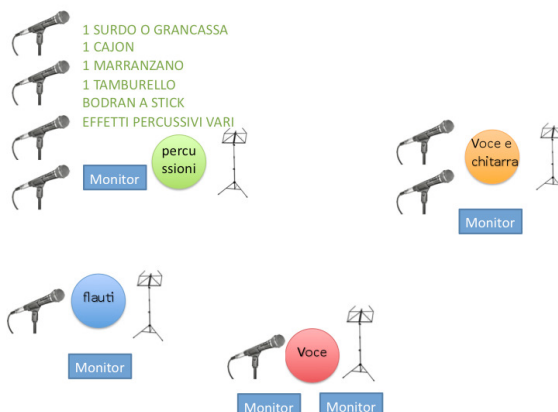 1 SURDO O GRANCASSA
1 CAJON
1 MARRANZANO
1 TAMBURELLO
BODRAN A STICK
EFFETTI PERCUSSIVI VARI
percu
ssioni
Monitor
Voce e
chitarra
Monitor
flauti
Monitor
Voce
Monitor
Monitor